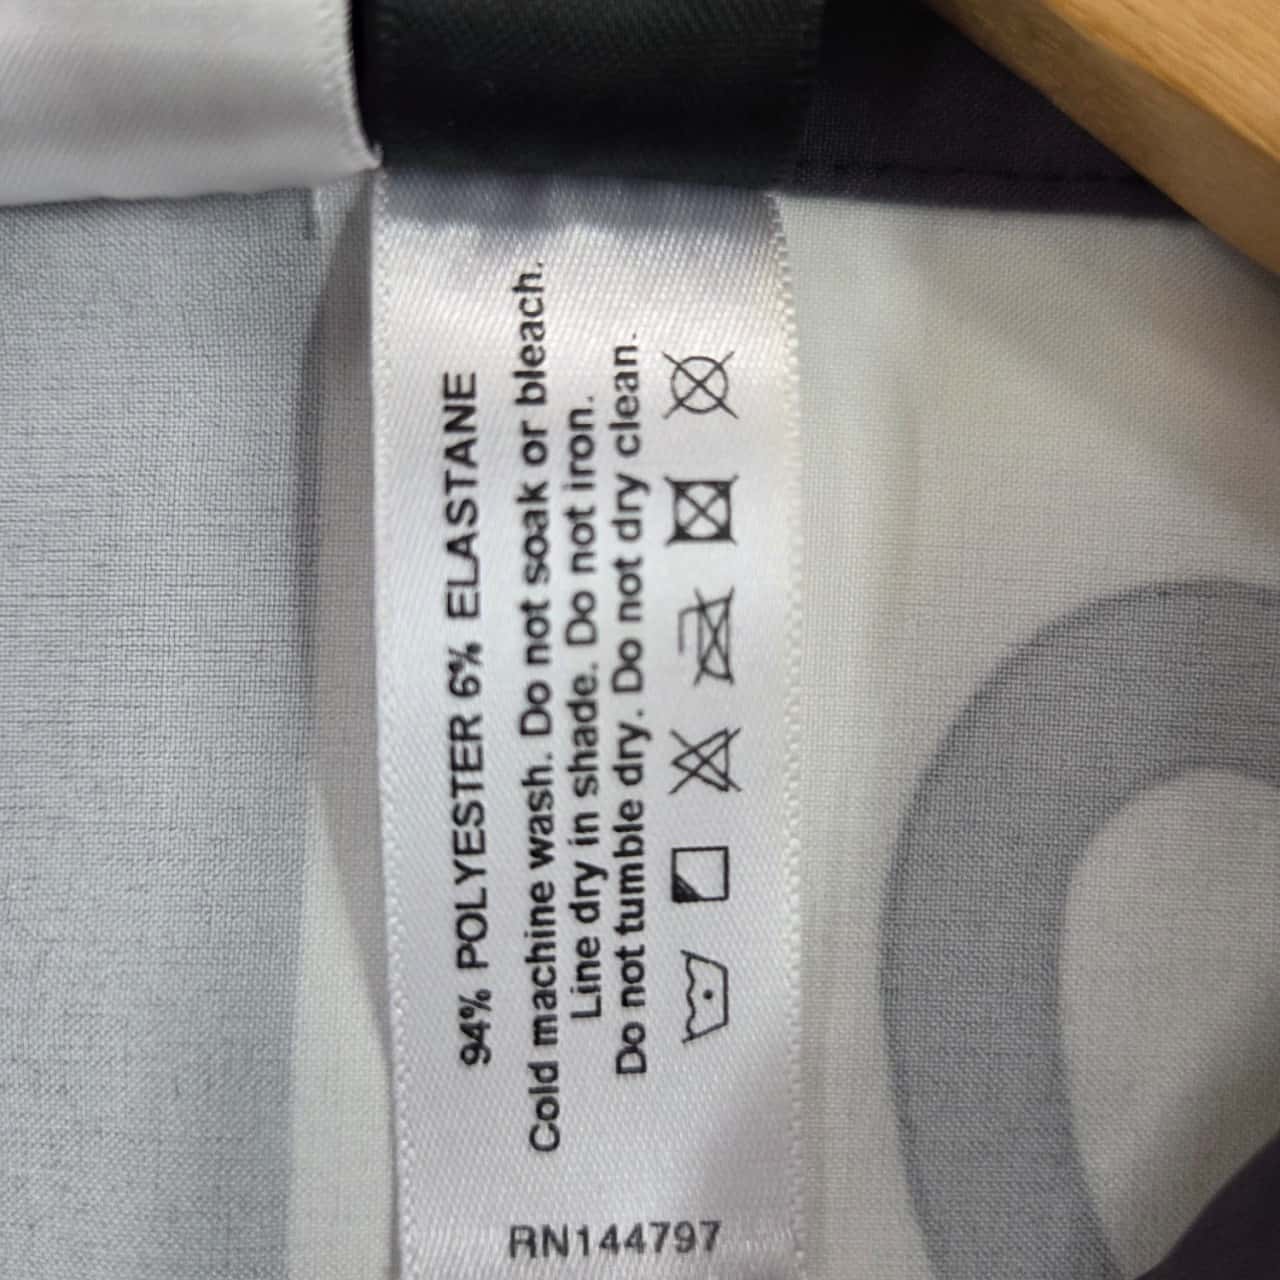 94% POLYESTER 6% ELASTANE
Cold machine wash. Do not soak or bleach.
Line dry in shade. Do not iron.
Do not tumble dry. Do not dry clean.
RN144797